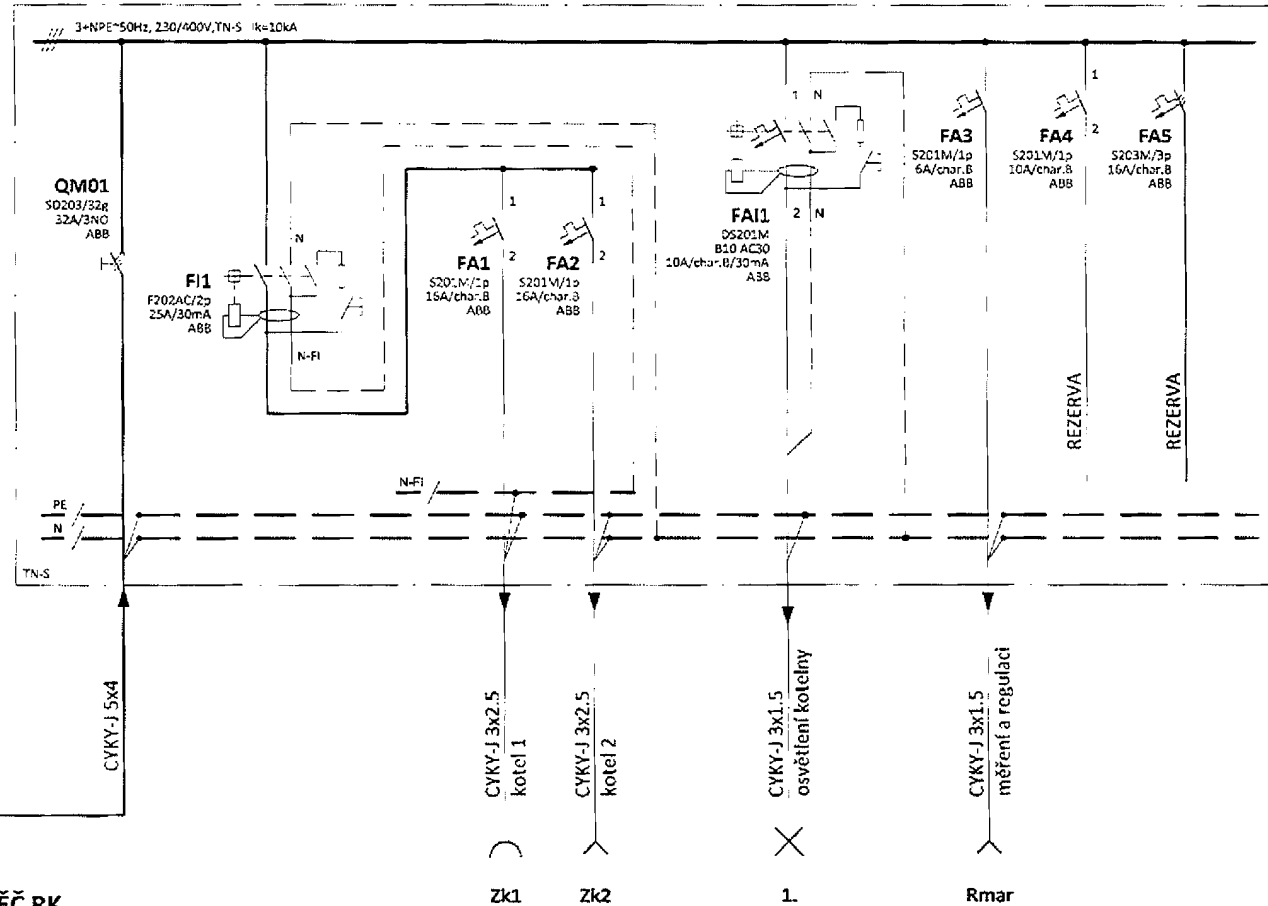 3+NPE~50Hz, 230/400V,TN-S Ik=10kA
QM01
SD203/32g
32A/3NO
ABB
FI1
F202AC/2p
25A/30mA
ABB
N
N-FI
1
2
FA1
S201M/1p
16A/char.B
ABB
1
2
FA2
S201M/1p
16A/char.B
ABB
1 N
2 N
FAI1
DS201M
B10 AC30
10A/char.B/30mA
ABB
FA3
S201M/1p
6A/char.B
ABB
1
2
FA4
S201M/1p
10A/char.B
ABB
FA5
S203M/3p
16A/char.B
ABB
REZERVA
REZERVA
N-FI
PE
N
TN-S
CYKY-J 5x4
CYKY-J 3x2.5
kotel 1
CYKY-J 3x2.5
kotel 2
CYKY-J 3x1.5
osvětlení kotelny
CYKY-J 3x1.5
měření a regulaci
Zk1
Zk2
1.
Rmar
RK